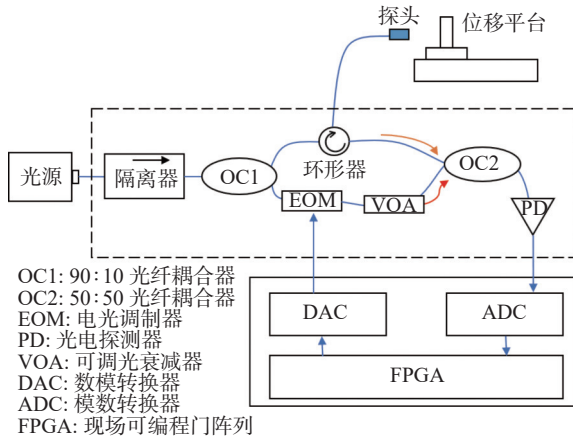 探头
位移平台
光源
隔离器
OC1
环形器
OC2
EOM
VOA
PD
OC1: 90∶10 光纤耦合器
OC2: 50∶50 光纤耦合器
EOM: 电光调制器
PD: 光电探测器
VOA: 可调光衰减器
DAC: 数模转换器
ADC: 模数转换器
FPGA: 现场可编程门阵列
DAC
ADC
FPGA